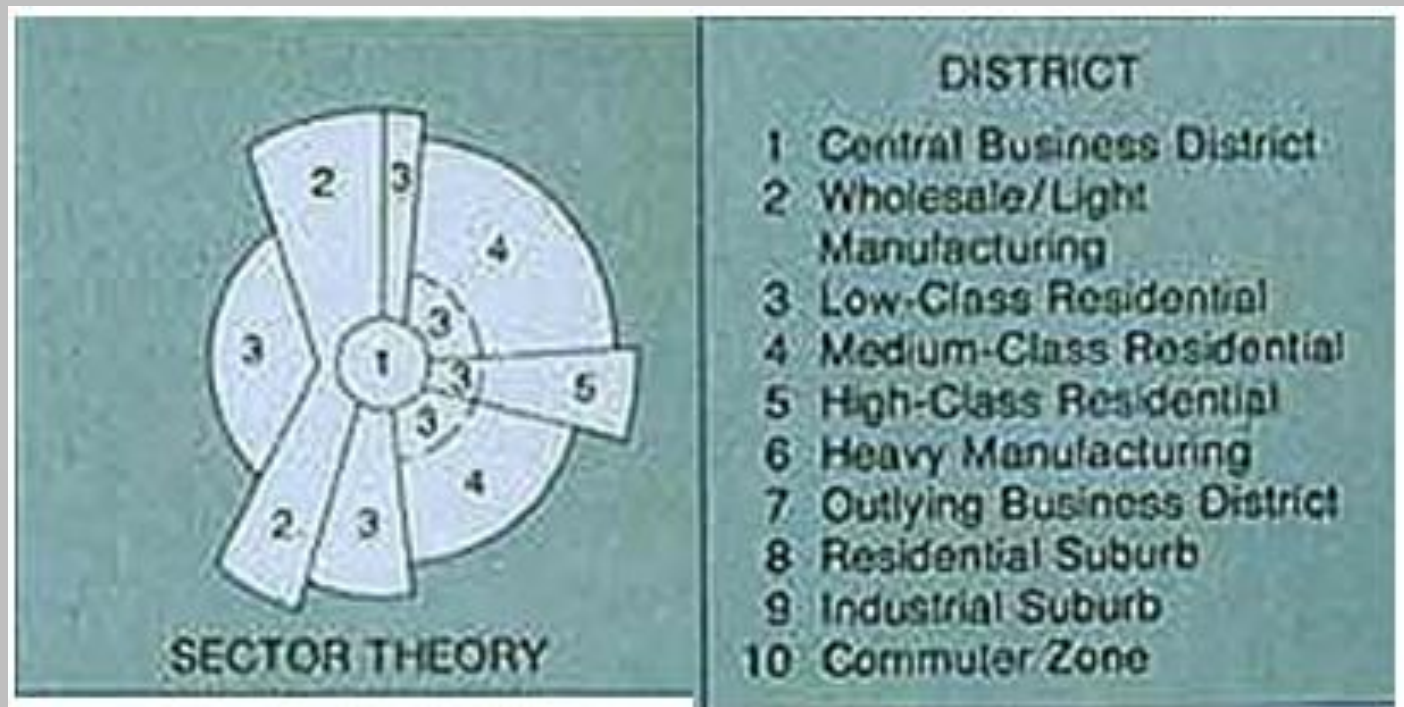 2
3
4
3
3
1
3
5
3
4
2
3
SECTOR THEORY
DISTRICT
1 Central Business District
2 Wholesale/Light
Manufacturing
3 Low-Class Residential
4 Medium-Class Residential
5 High-Class Residential
6 Heavy Manufacturing
7 Outlying Business District
8 Residential Suburb
9 Industrial Suburb
10 Commuter Zone